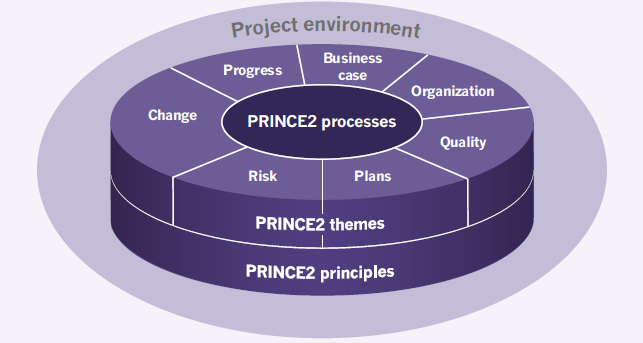 Project environment
Business
case
Progress
Organization
Change
PRINCE2 processes
Quality
Risk
Plans
PRINCE2 themes
PRINCE2 principles